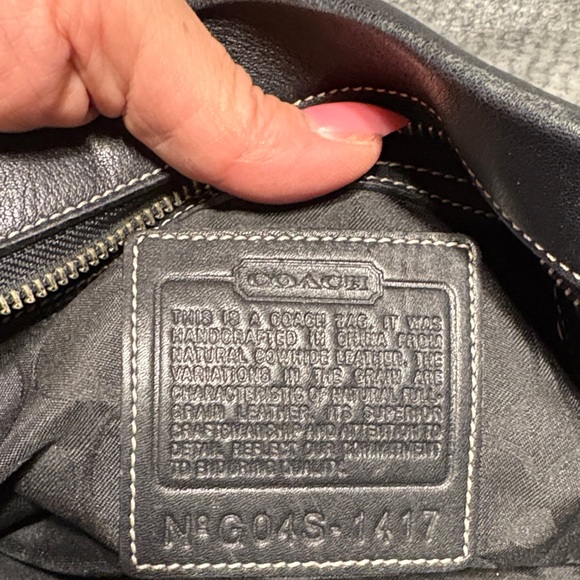 COACH
THIS IS A COACH BAG. IT WAS
HANDCRAFTED IN CHINA FROM
NATURAL COWHIDE LEATHER. THE
VARIATIONS IN THE GRAIN ARE
CHARACTERISTIC OF NATURAL FULL-
GRAIN LEATHER. ITS SUPERIOR
CRAFTSMANSHIP AND ATTENTION TO
DETAIL REFLECT OUR COMMITMENT
TO ENDURING QUALITY.
Nº G04S-1417